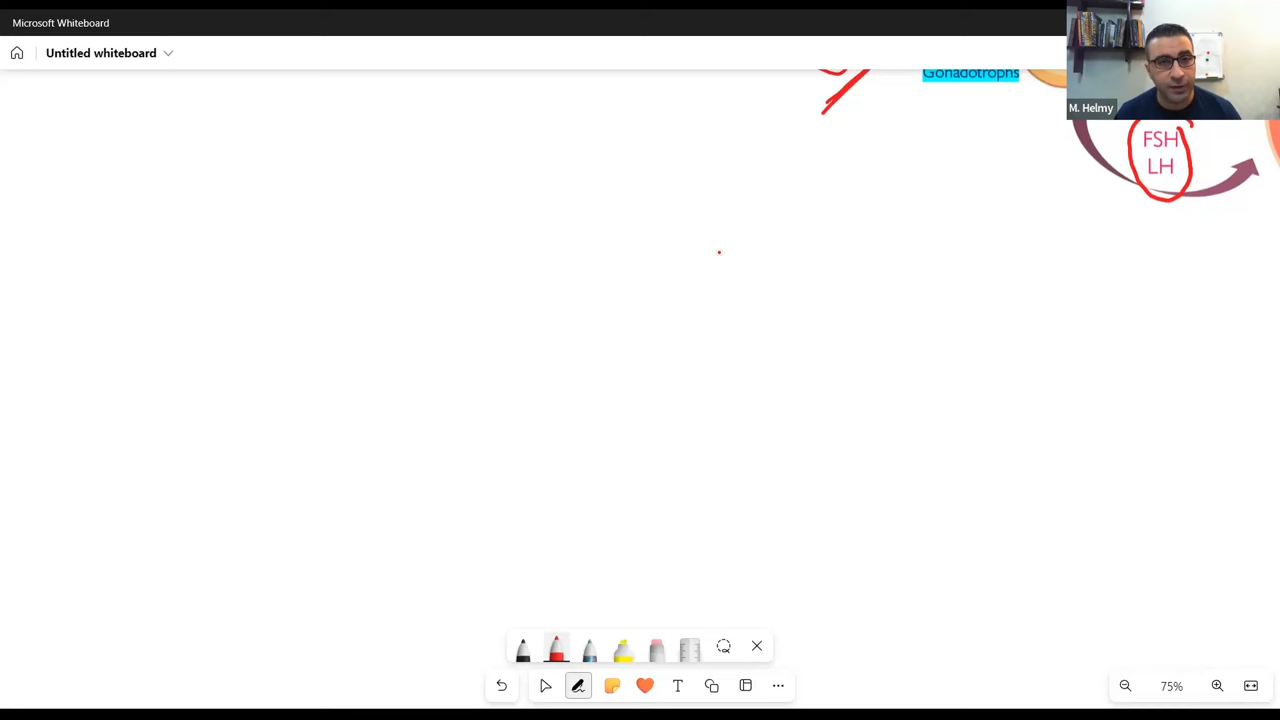 Microsoft Whiteboard
Untitled whiteboard
Gonadotrophs
M. Helmy
FSH
LH
75%